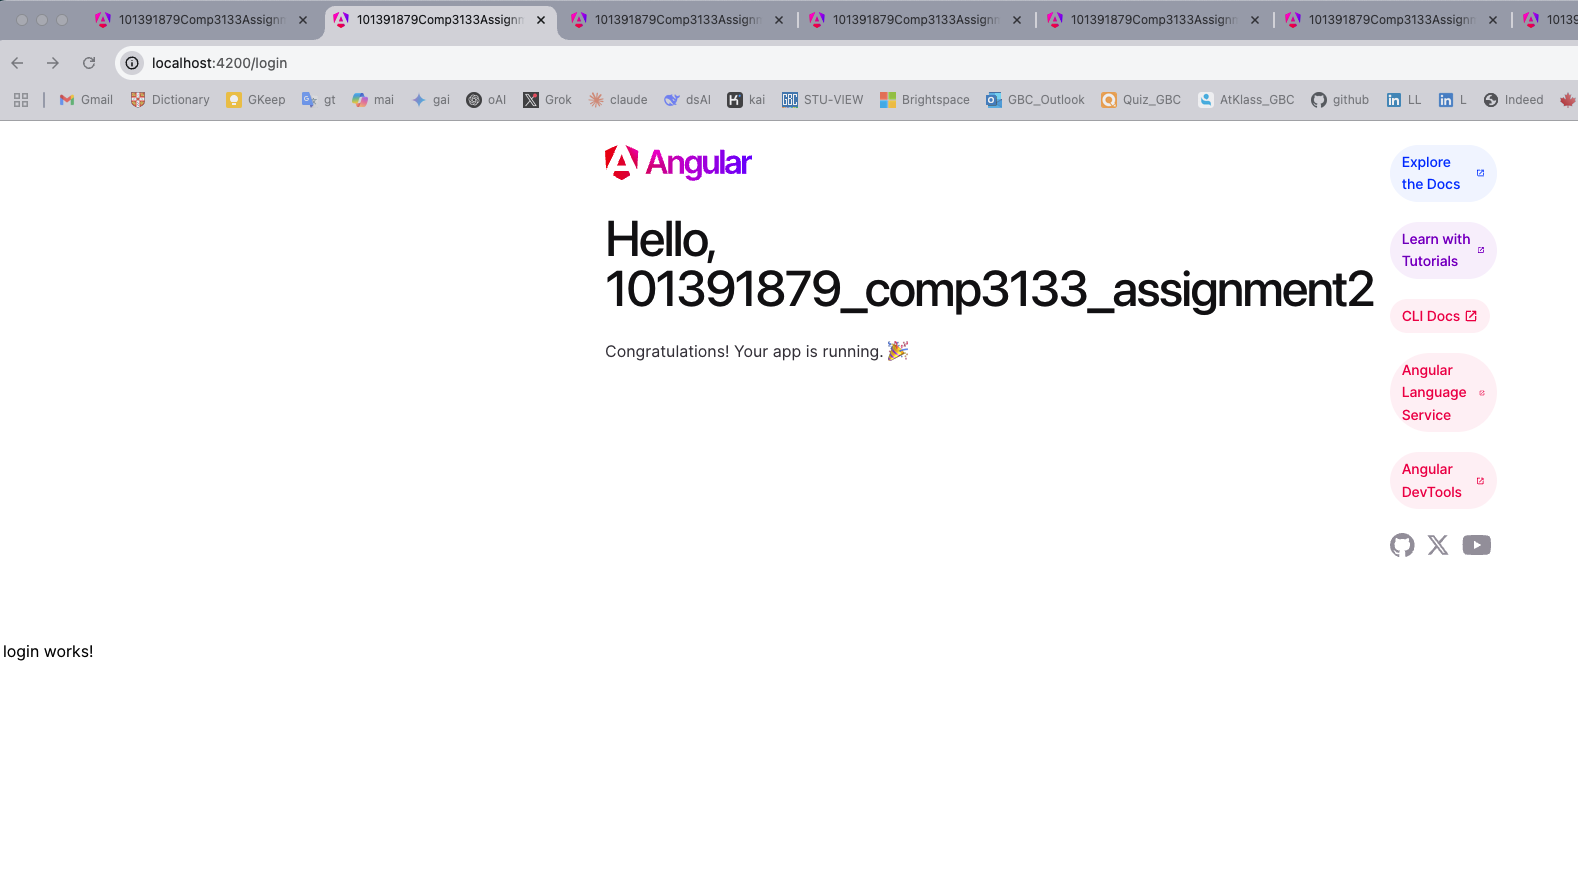 101391879Comp3133Assignm
101391879Comp3133Assignm
101391879Comp3133Assignm
101391879Comp3133Assignm
101391879Comp3133Assignm
101391879Comp3133Assignm
10139
localhost:4200/login
Gmail
Dictionary
GKeep
gt
mai
gai
oAI
Grok
claude
dsAI
kai
GBC
STU-VIEW
Brightspace
GBC_Outlook
Quiz_GBC
AtKlass_GBC
github
LL
L
Indeed
Angular
Hello,
101391879_comp3133_assignment2
Congratulations! Your app is running. 🎉
Explore
the Docs
Learn with
Tutorials
CLI Docs
Angular
Language
Service
Angular
DevTools
login works!